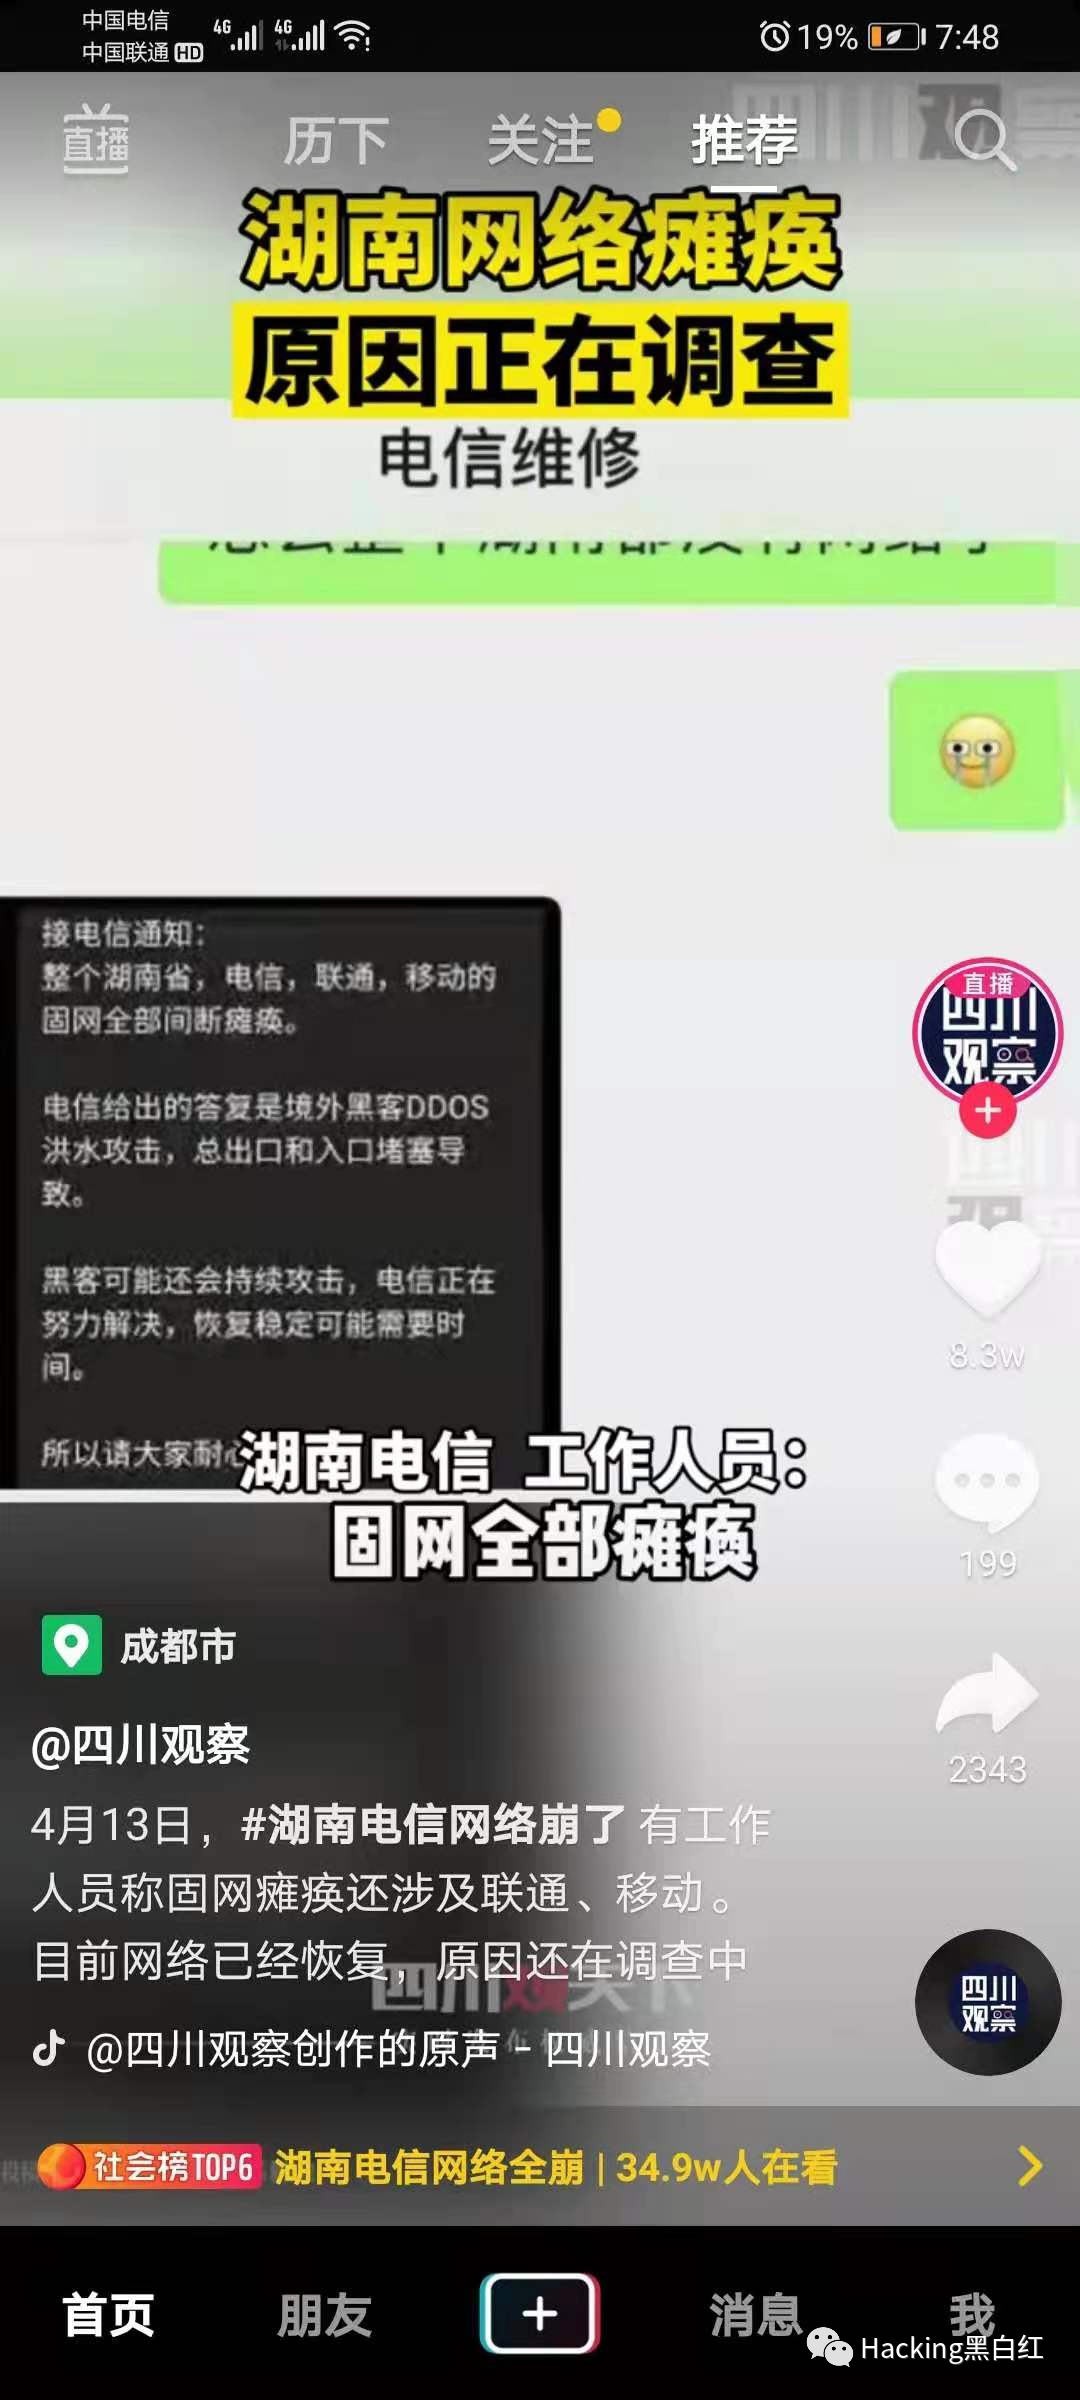 中国电信
中国联通 HD
4G 4G 19% 7:48
直播 历下 关注 推荐
湖南网络瘫痪
原因正在调查
电信维修
接电信通知:
整个湖南省，电信，联通，移动的
固网全部间断瘫痪。
电信给出的答复是境外黑客DDOS
洪水攻击，总出口和入口堵塞导
致。
黑客可能还会持续攻击，电信正在
努力解决，恢复稳定可能需要时
间。
所以请大家耐心
直播
四川
观察
8.3w
199
2343
湖南电信 工作人员:
固网全部瘫痪
成都市
@四川观察
4月13日，#湖南电信网络崩了 有工作
人员称固网瘫痪还涉及联通、移动。
目前网络已经恢复，原因还在调查中
@四川观察创作的原声 - 四川观察
四川
观察
社会榜TOP6 湖南电信网络全崩 | 34.9w人在看
首页 朋友 消息 我
Hacking黑白红